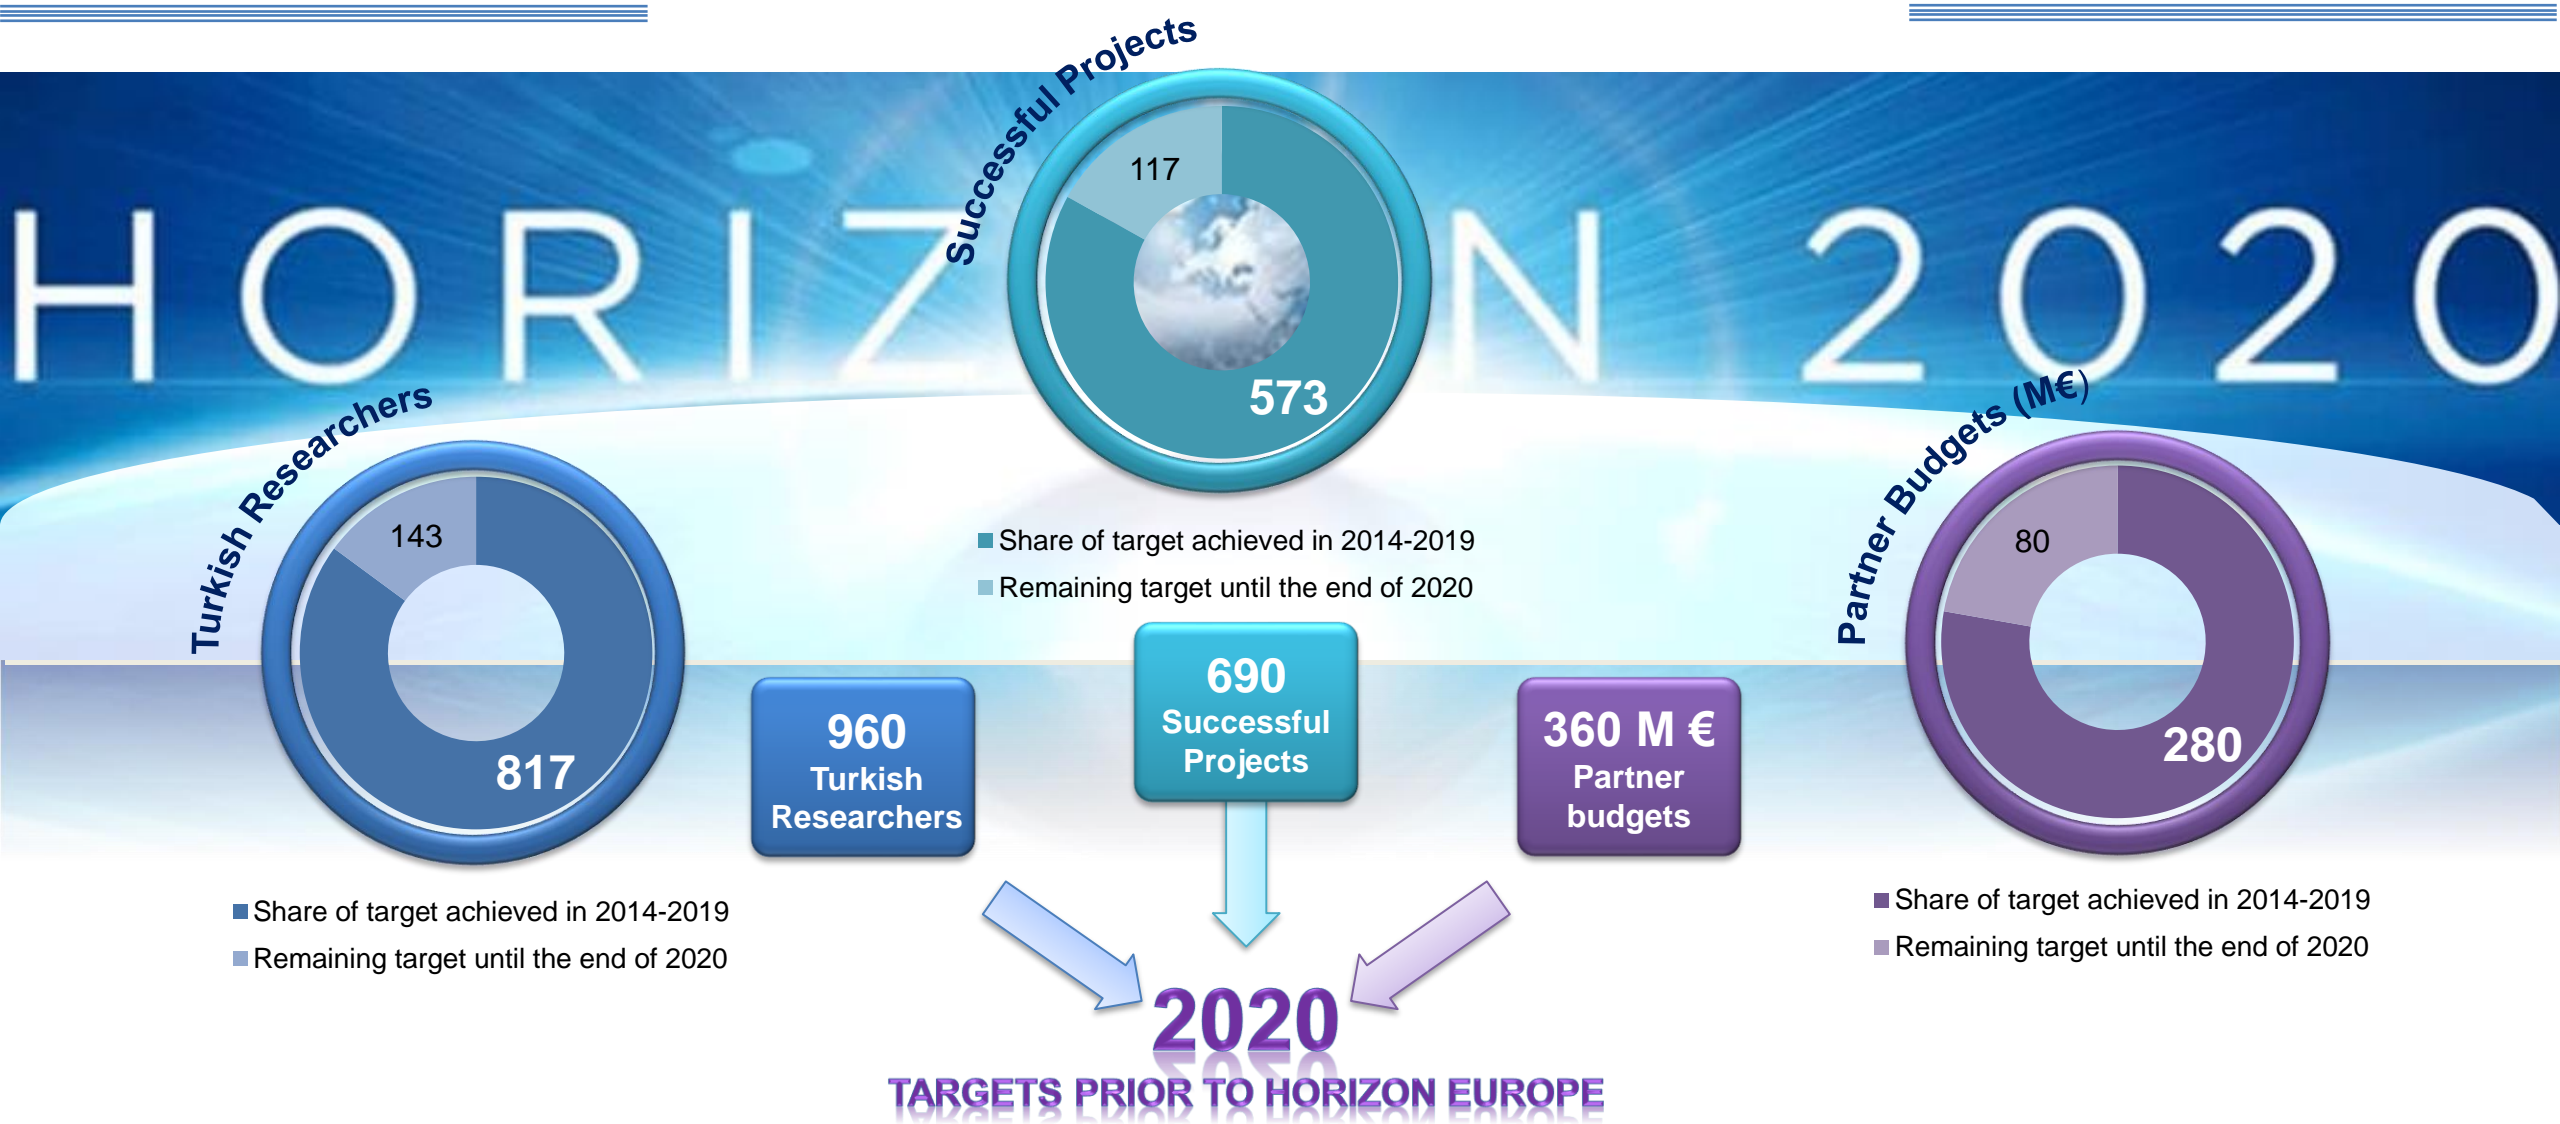 HORIZ N 2020
Successful Projects
117
573
Share of target achieved in 2014-2019
Remaining target until the end of 2020
Turkish Researchers
143
817
Share of target achieved in 2014-2019
Remaining target until the end of 2020
Partner Budgets (M€)
80
280
Share of target achieved in 2014-2019
Remaining target until the end of 2020
960
Turkish
Researchers
690
Successful
Projects
360 M €
Partner
budgets
2020
TARGETS PRIOR TO HORIZON EUROPE